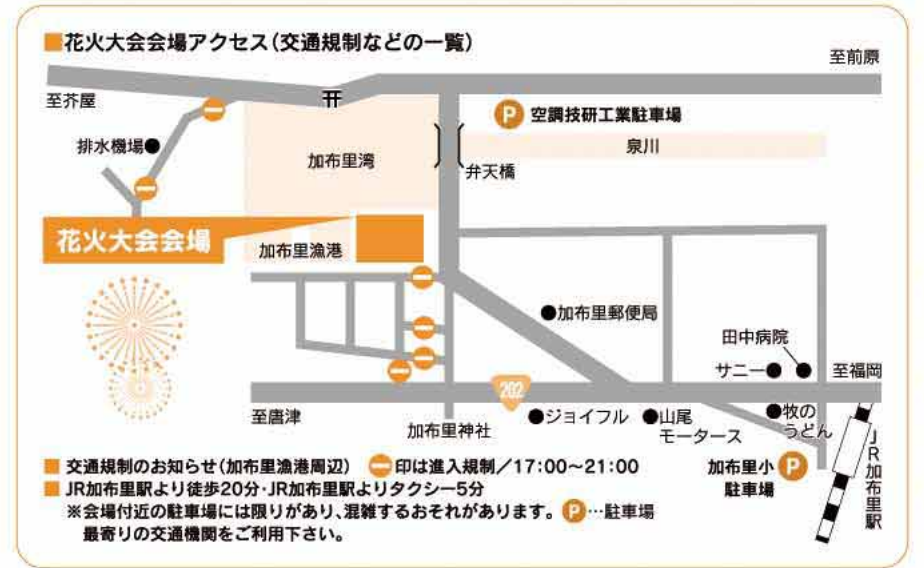 ■花火大会会場アクセス（交通規制などの一覧）
至前原
至芥屋
P 空調技研工業駐車場
排水機場●
加布里湾
泉川
弁天橋
花火大会会場
加布里漁港
●加布里郵便局
田中病院
サニー●
至福岡
202
至唐津
加布里神社
●ジョイフル
●山尾
モータース
●牧の
うどん
JR加布里駅
加布里小 P
駐車場
■ 交通規制のお知らせ（加布里漁港周辺） 印は進入規制／17:00～21:00
■ JR加布里駅より徒歩20分・JR加布里駅よりタクシー5分
※会場付近の駐車場には限りがあり、混雑するおそれがあります。P…駐車場
最寄りの交通機関をご利用下さい。